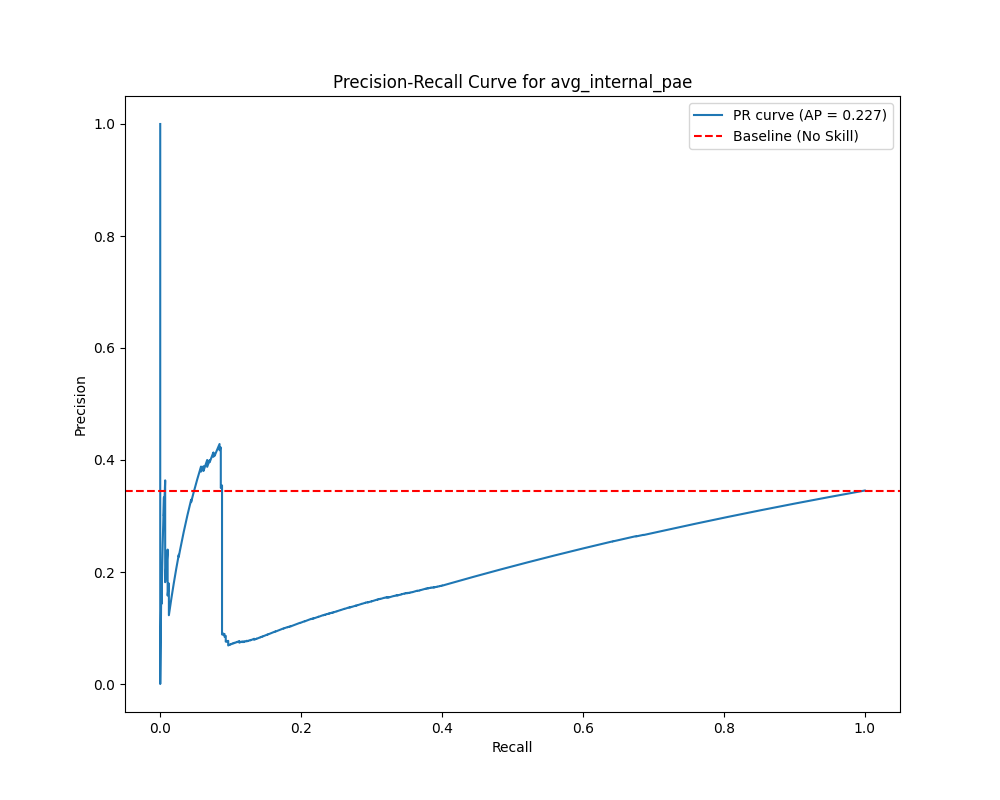 Precision-Recall Curve for avg_internal_pae
PR curve (AP = 0.227)
Baseline (No Skill)
1.0
0.8
0.6
0.4
0.2
0.0
Precision
0.0 0.2 0.4 0.6 0.8 1.0
Recall